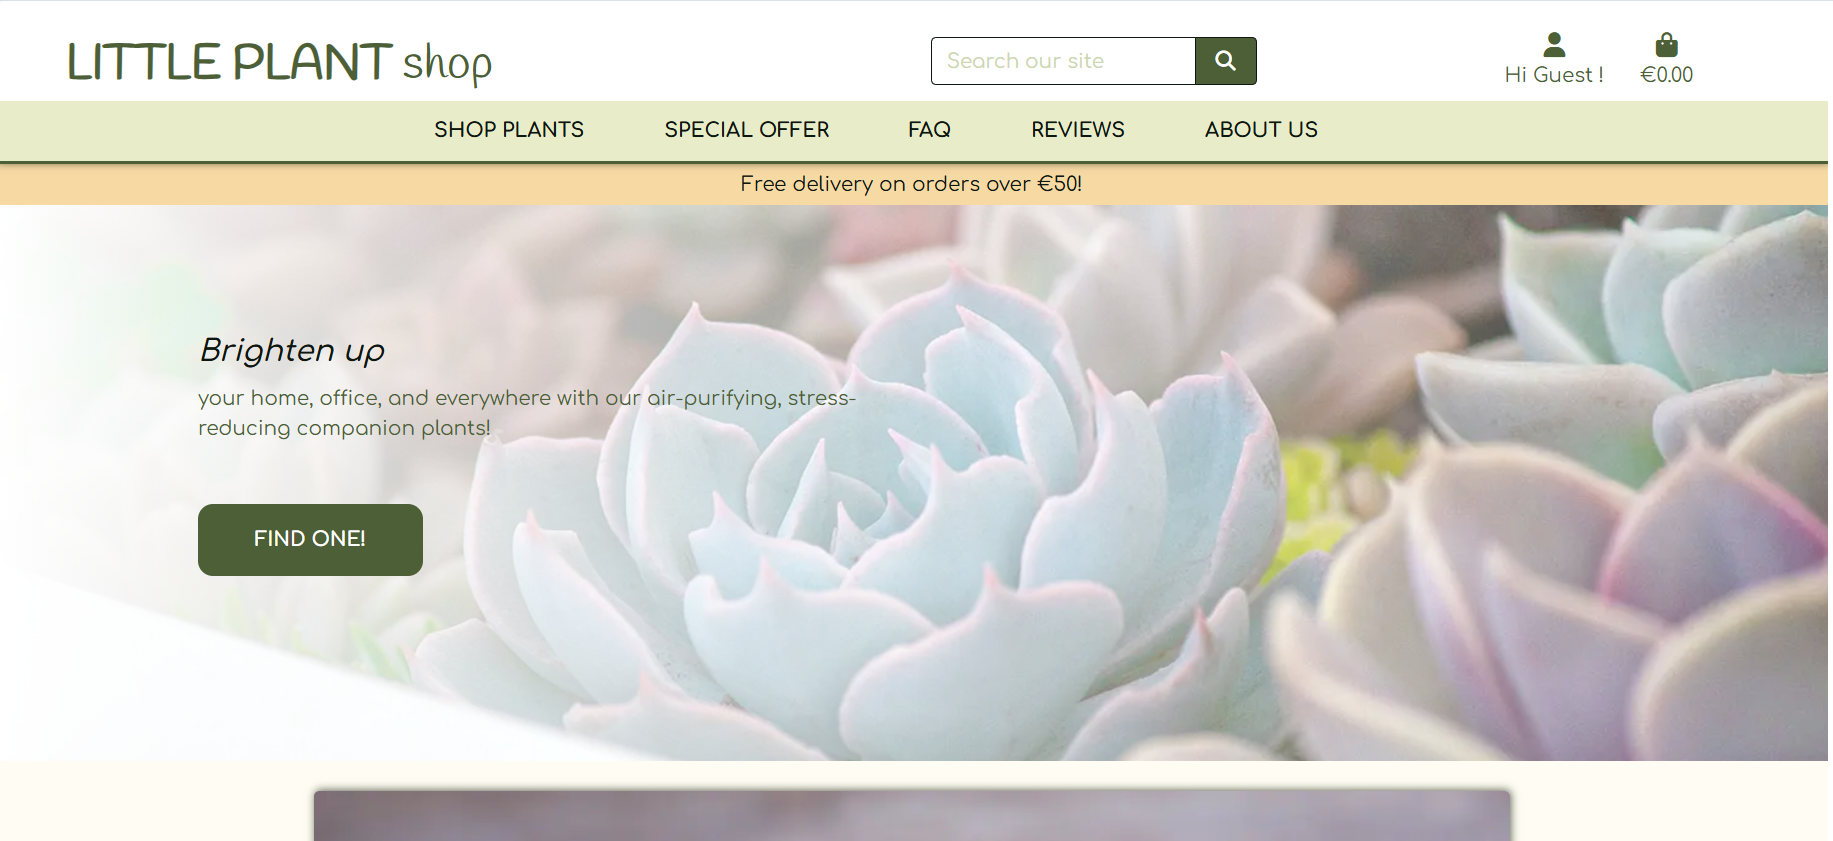 LITTLE PLANT shop
Search our site
Hi Guest !
€0.00
SHOP PLANTS
SPECIAL OFFER
FAQ
REVIEWS
ABOUT US
Free delivery on orders over €50!
Brighten up
your home, office, and everywhere with our air-purifying, stress-
reducing companion plants!
FIND ONE!